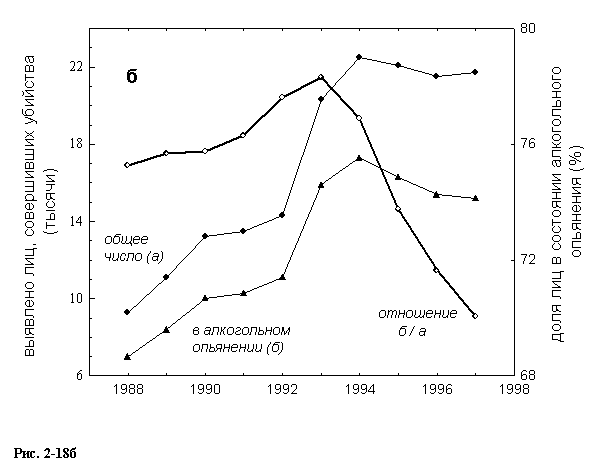 80
22
б
18
76
14
72
10
6
68
выявлено лиц, совершивших убийства
(тысячи)
доля лиц в состоянии алкогольного
опьянения (%)
общее
число (а)
в алкогольном
опьянении (б)
отношение
б / а
1988 1990 1992 1994 1996 1998
Рис. 2-18б